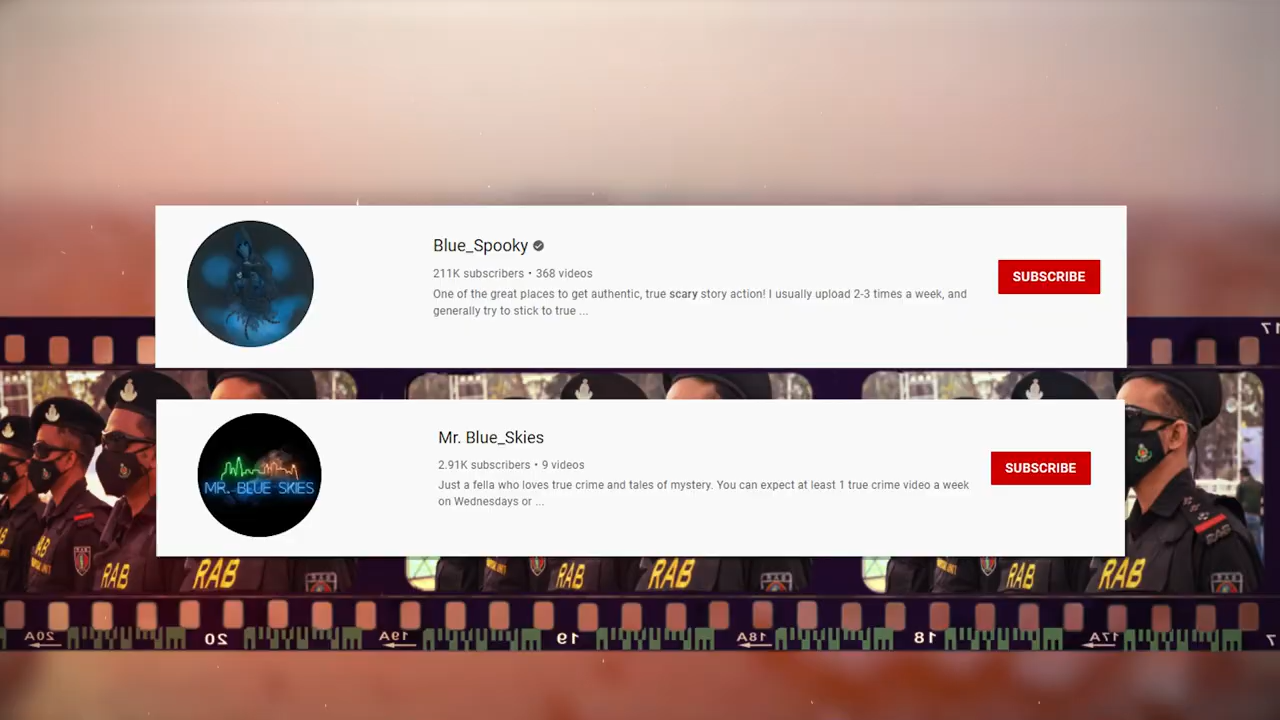 Blue_Spooky
211K subscribers • 368 videos
One of the great places to get authentic, true scary story action! I usually upload 2-3 times a week, and
generally try to stick to true ...
SUBSCRIBE
17
Mr. Blue_Skies
2.91K subscribers • 9 videos
Just a fella who loves true crime and tales of mystery. You can expect at least 1 true crime video a week
on Wednesdays or ...
SUBSCRIBE
MR. BLUE SKIES
RAB
RAB
RAB
RAB
RAB
RAB
RAB
20A
20
19A
19
18A
18
17A